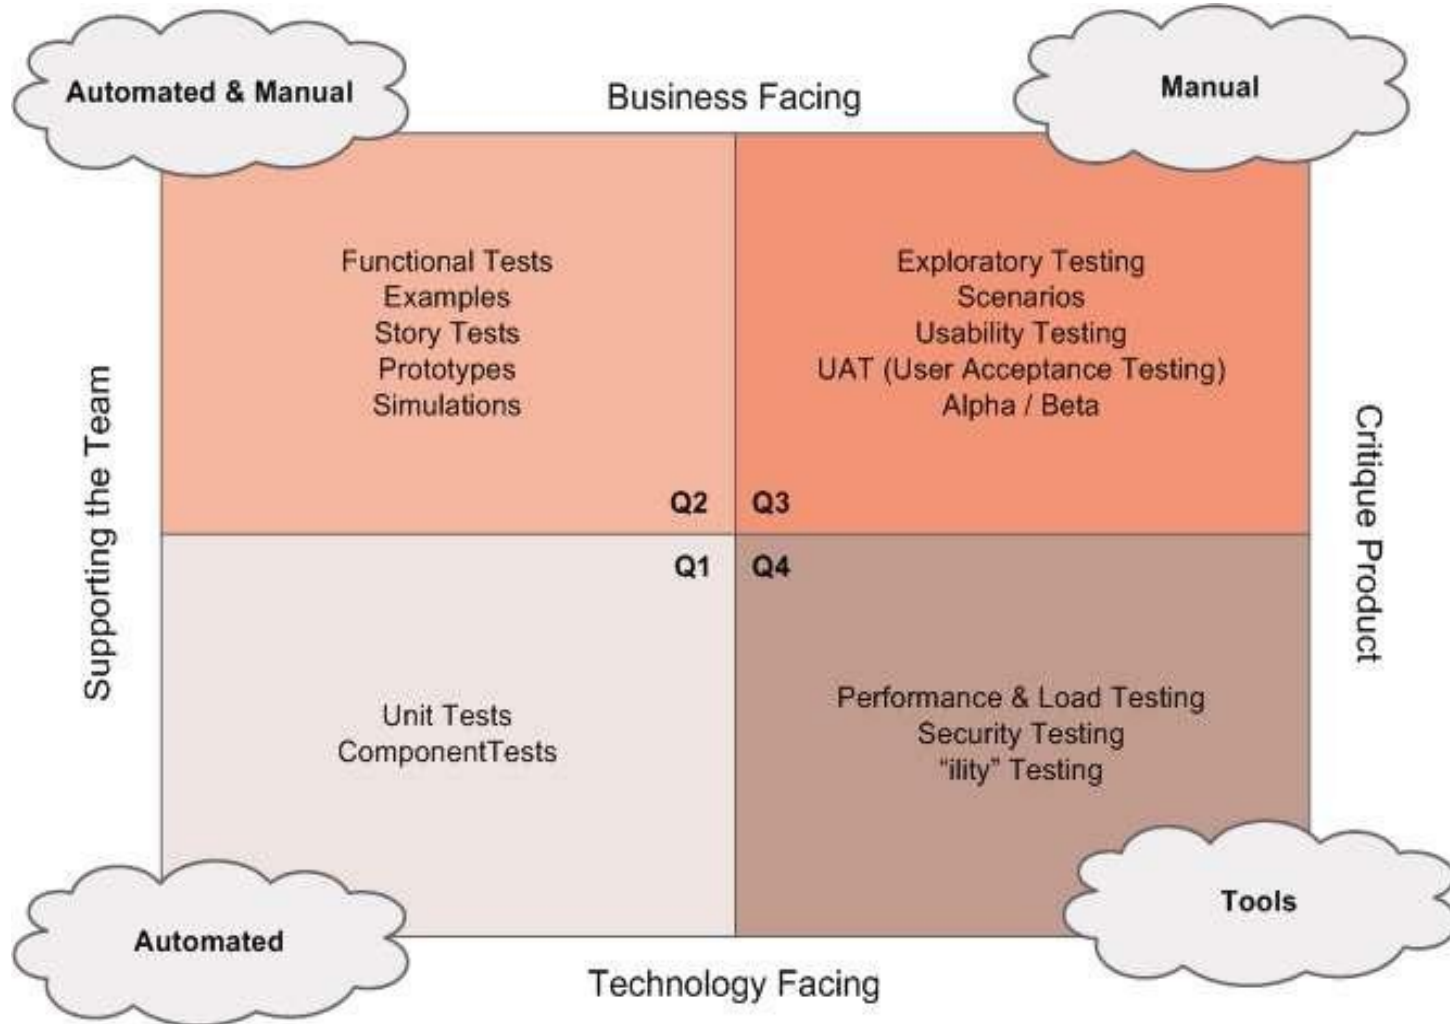 Automated & Manual
Business Facing
Manual
Functional Tests
Examples
Story Tests
Prototypes
Simulations
Exploratory Testing
Scenarios
Usability Testing
UAT (User Acceptance Testing)
Alpha / Beta
Supporting the Team
Critique Product
Q2
Q3
Q1
Q4
Unit Tests
ComponentTests
Performance & Load Testing
Security Testing
“ility” Testing
Automated
Tools
Technology Facing